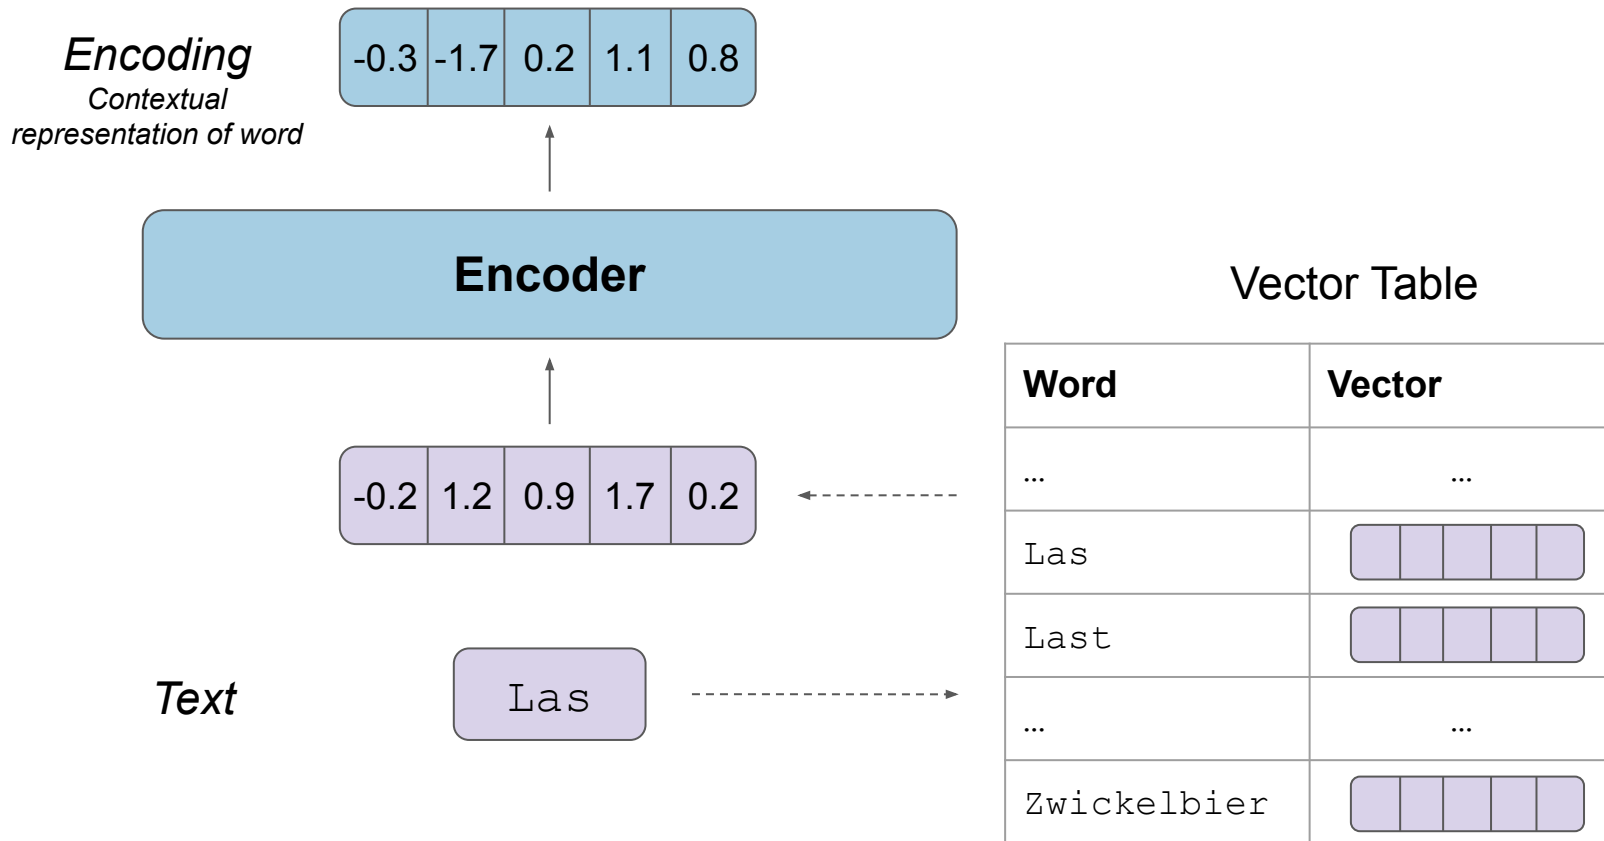 Encoding
Contextual
representation of word
-0.3 -1.7 0.2 1.1 0.8
Encoder
-0.2 1.2 0.9 1.7 0.2
Text
Las
Vector Table
Word Vector
… …
Las
Last
… …
Zwickelbier